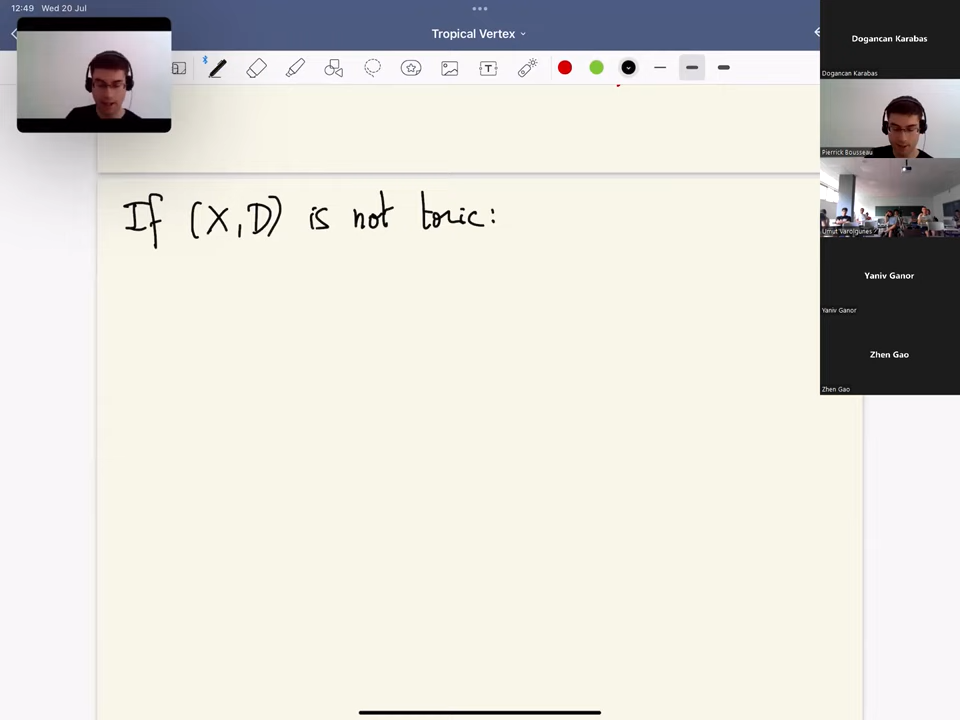 12:49 Wed 20 Jul
Tropical Vertex
If (X,D) is not toric:
Dogancan Karabas
Dogancan Karabas
Pierrick Bousseau
Umut Varolgunes
Yaniv Ganor
Yaniv Ganor
Zhen Gao
Zhen Gao